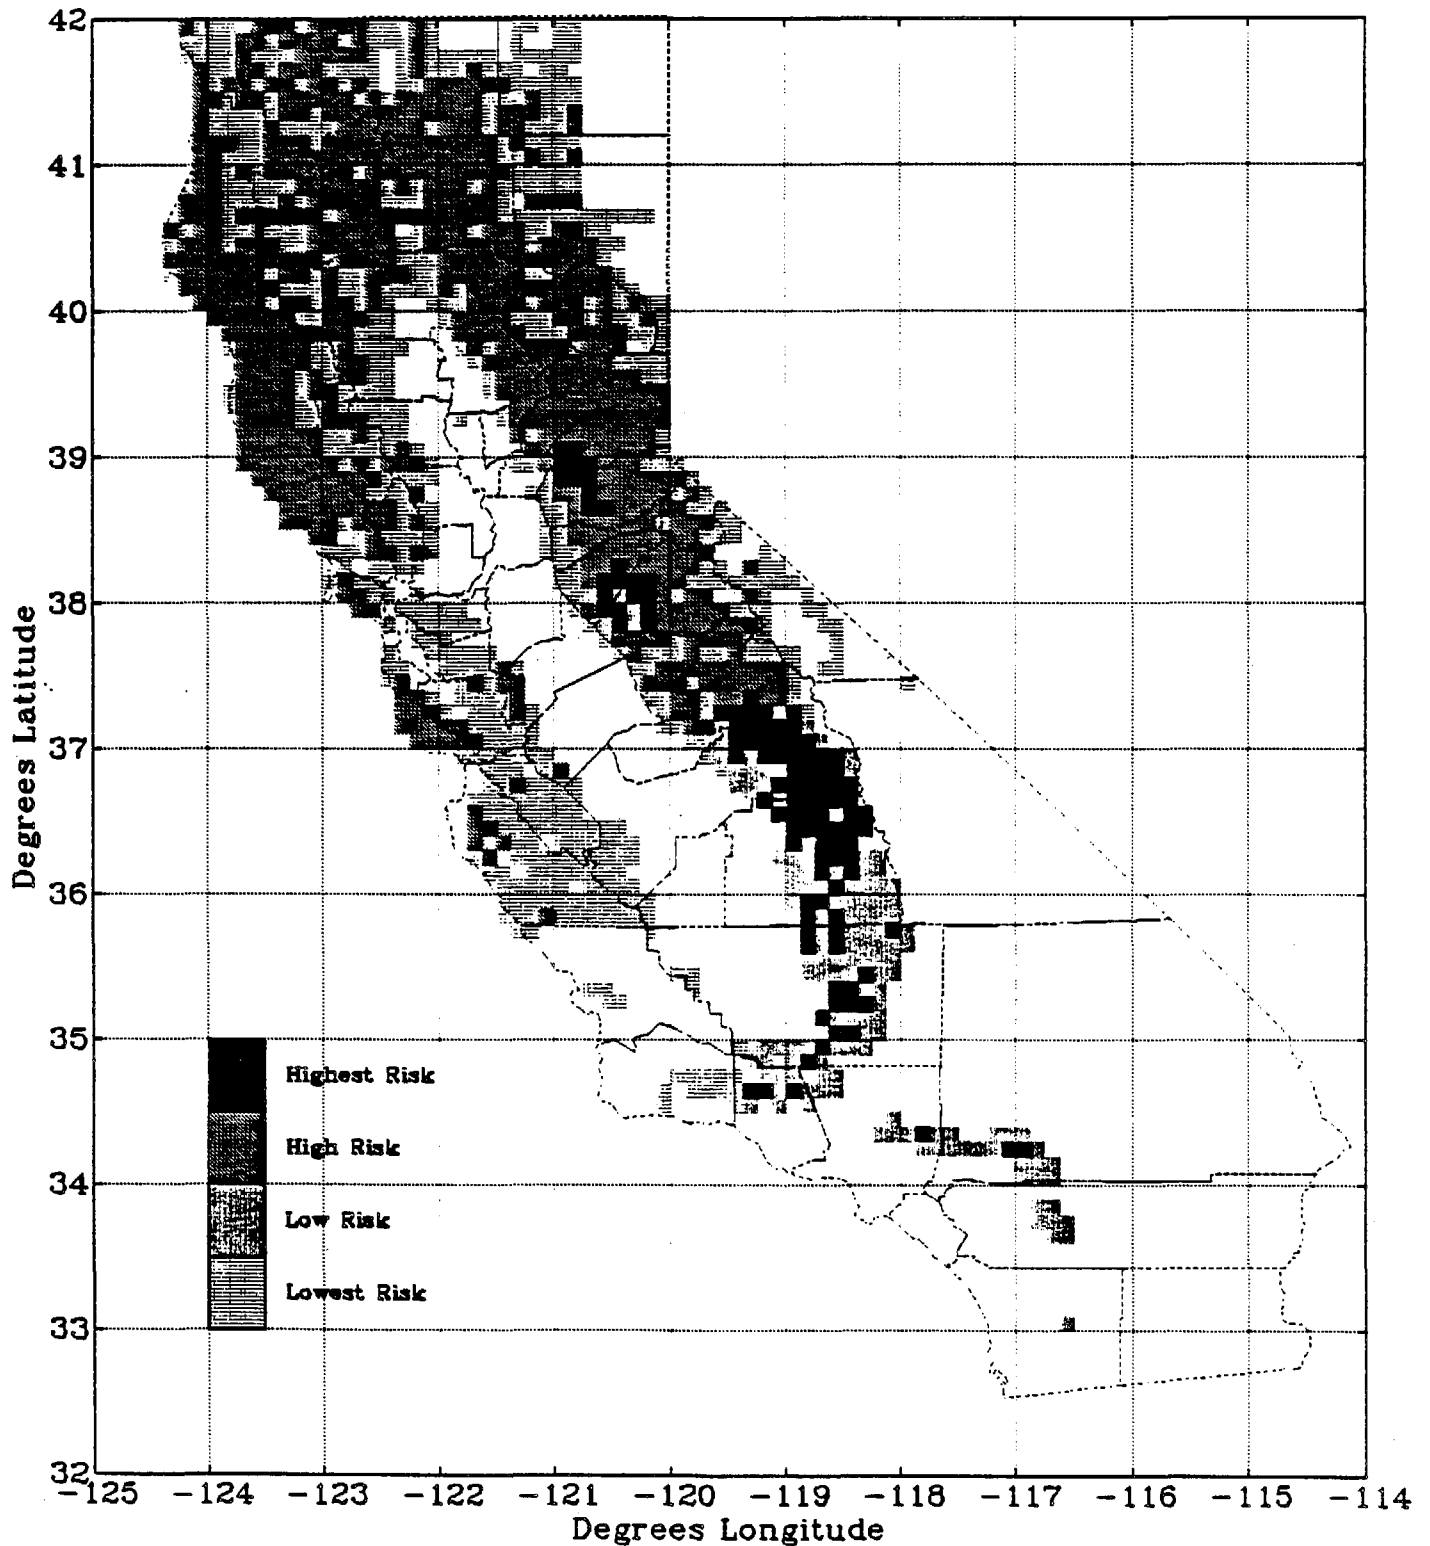 42
41
40
39
38
37
36
35
34
33
32
Degrees Latitude
Highest Risk
High Risk
Low Risk
Lowest Risk
-125 -124 -123 -122 -121 -120 -119 -118 -117 -116 -115 -114
Degrees Longitude